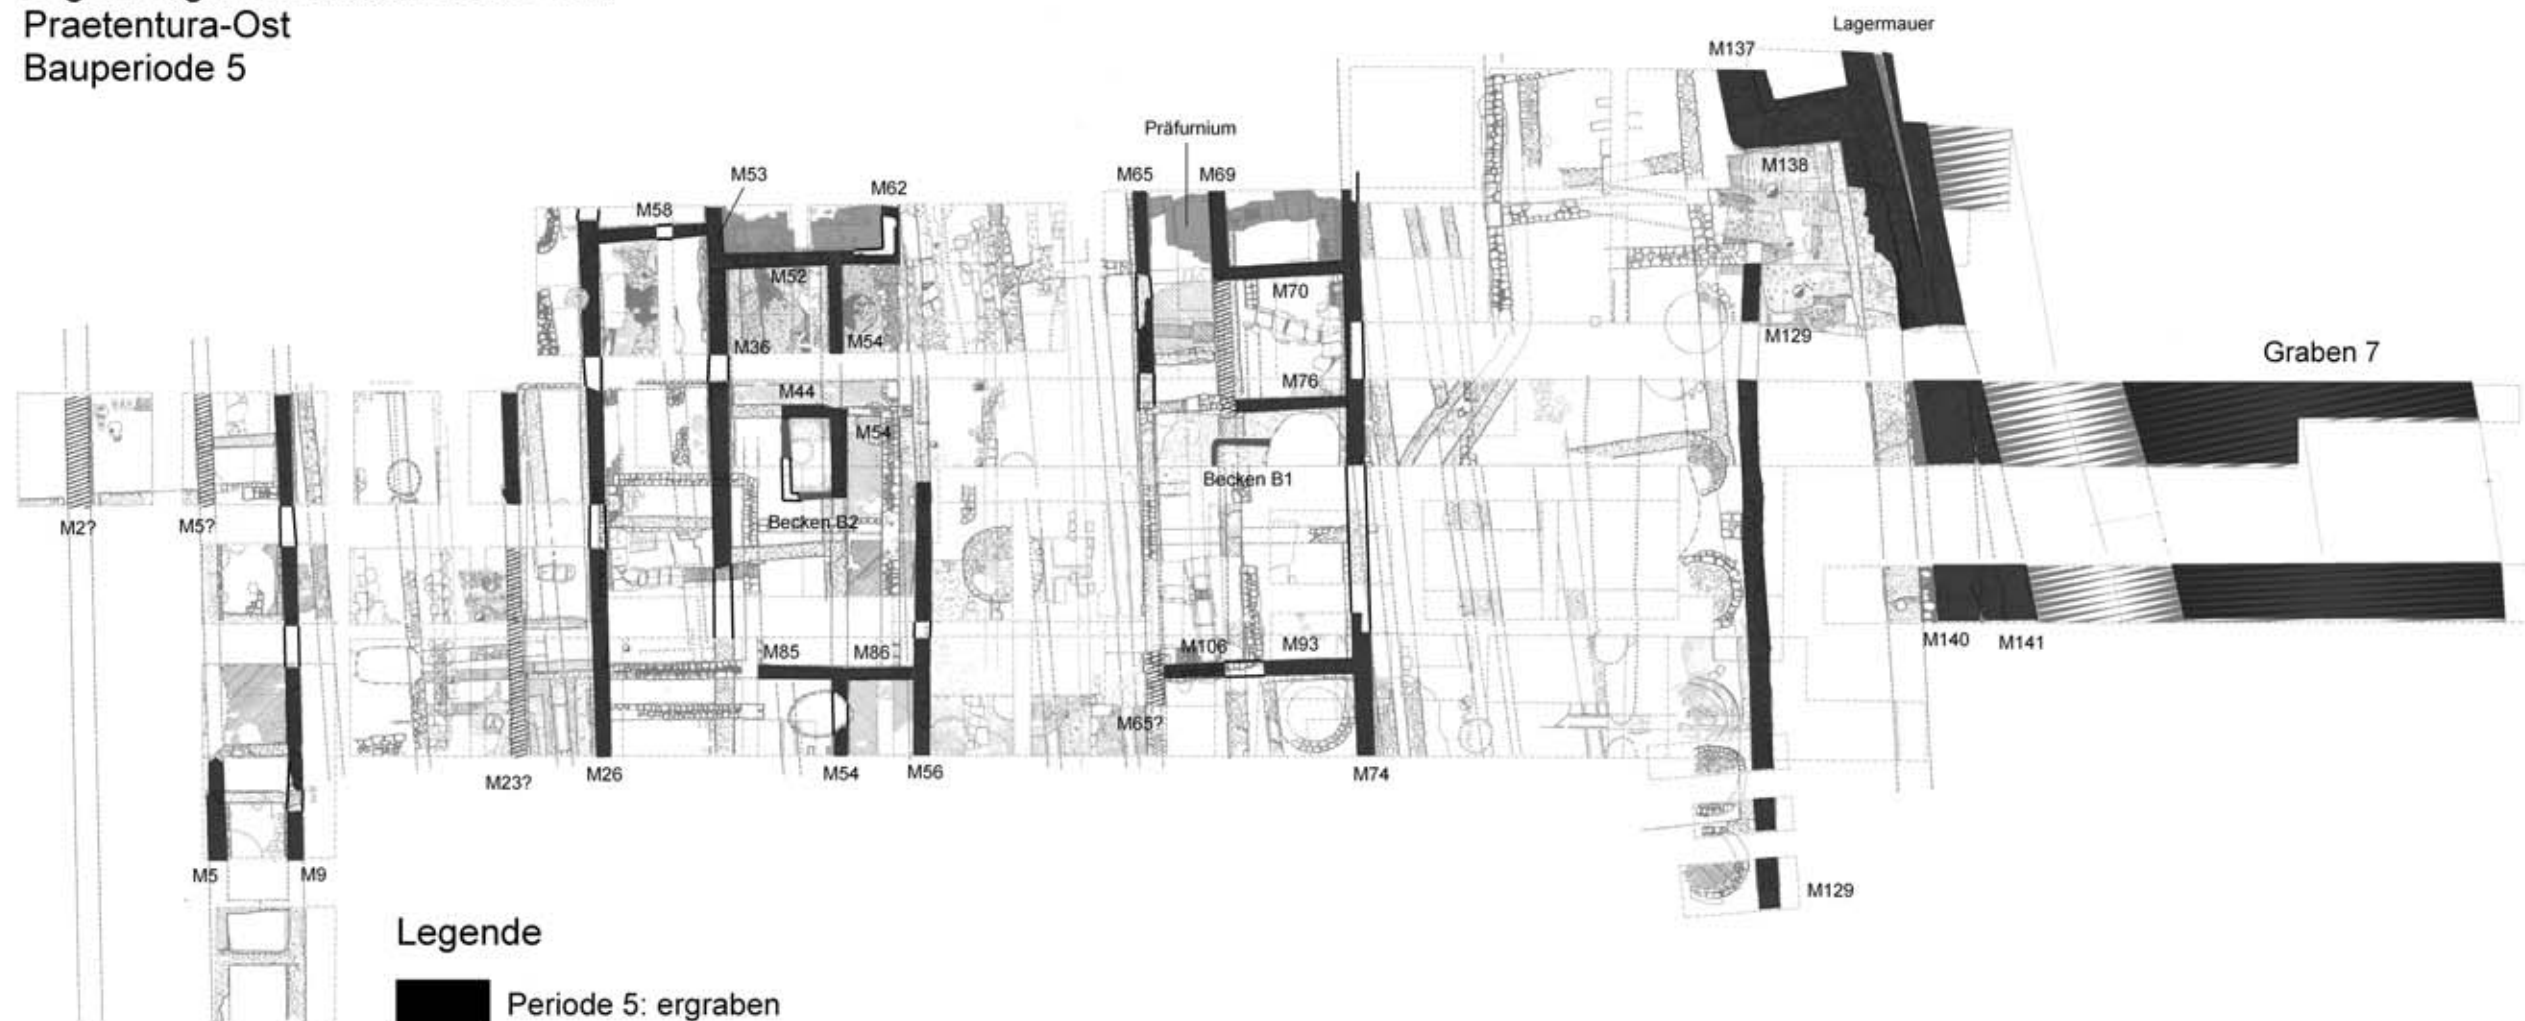 Praetentura-Ost
Bauperiode 5
Lagermauer
M137
Präfurnium
M138
M53
M65 M69
M62
M58
M52
M70
M36
M54
M129
Graben 7
M76
M44
M54
Becken B1
M2?
M5?
Becken B2
M85
M86
M106
M93
M140
M141
M65?
M23?
M26
M54
M56
M74
M5
M9
M129
Legende
Periode 5: ergraben